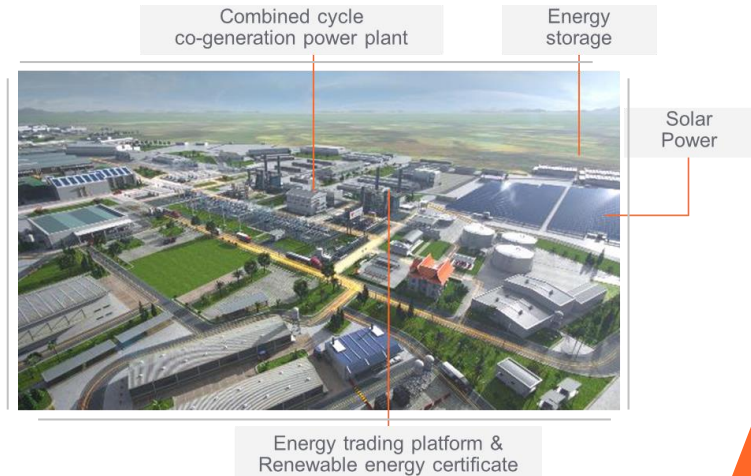 Combined cycle
co-generation power plant
Energy
storage
Solar
Power
Energy trading platform &
Renewable energy certificate